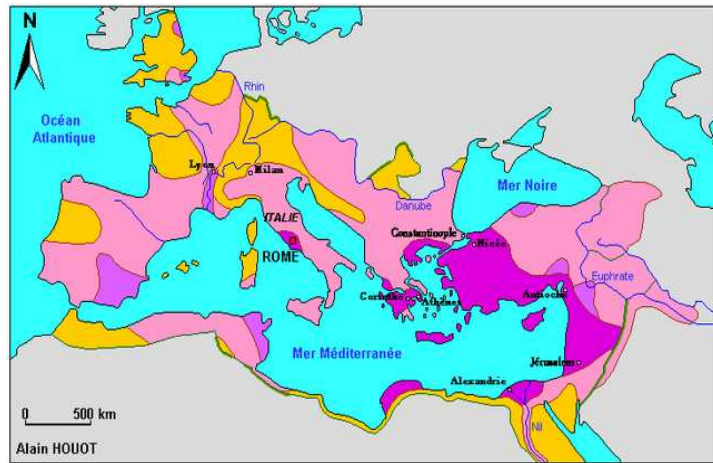 N
Océan
Atlantique
Rhin
Lyon
Milan
ITALIE
ROME
Danube
Mer Noire
Constantinople
Nicée
Corinthe
Athènes
Antioche
Euphrate
Mer Méditerranée
Jérusalem
Alexandrie
Nil
0 500 km
Alain HOUOT